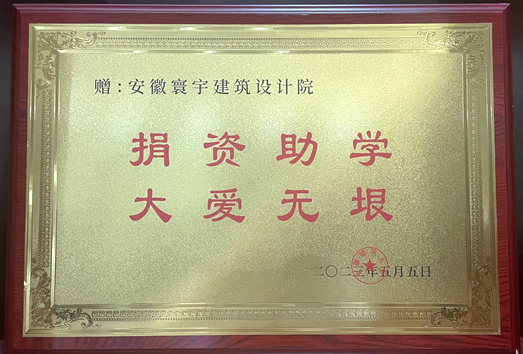 赠：安徽寰宇建筑设计院
捐资助学
大爱无垠
二〇二三年五月五日